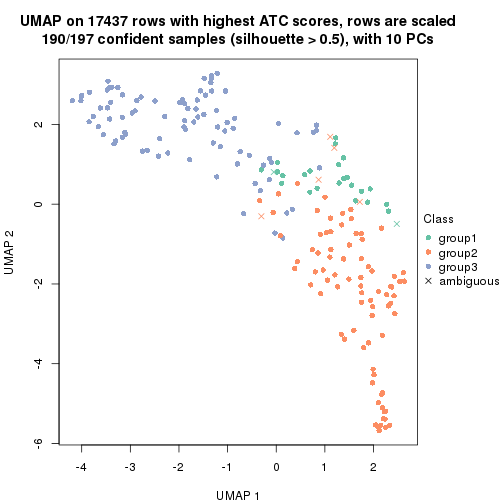 UMAP on 17437 rows with highest ATC scores, rows are scaled
190/197 confident samples (silhouette > 0.5), with 10 PCs
2
0
-2
-4
-6
UMAP 2
-4 -3 -2 -1 0 1 2
UMAP 1
Class
group1
group2
group3
ambiguous